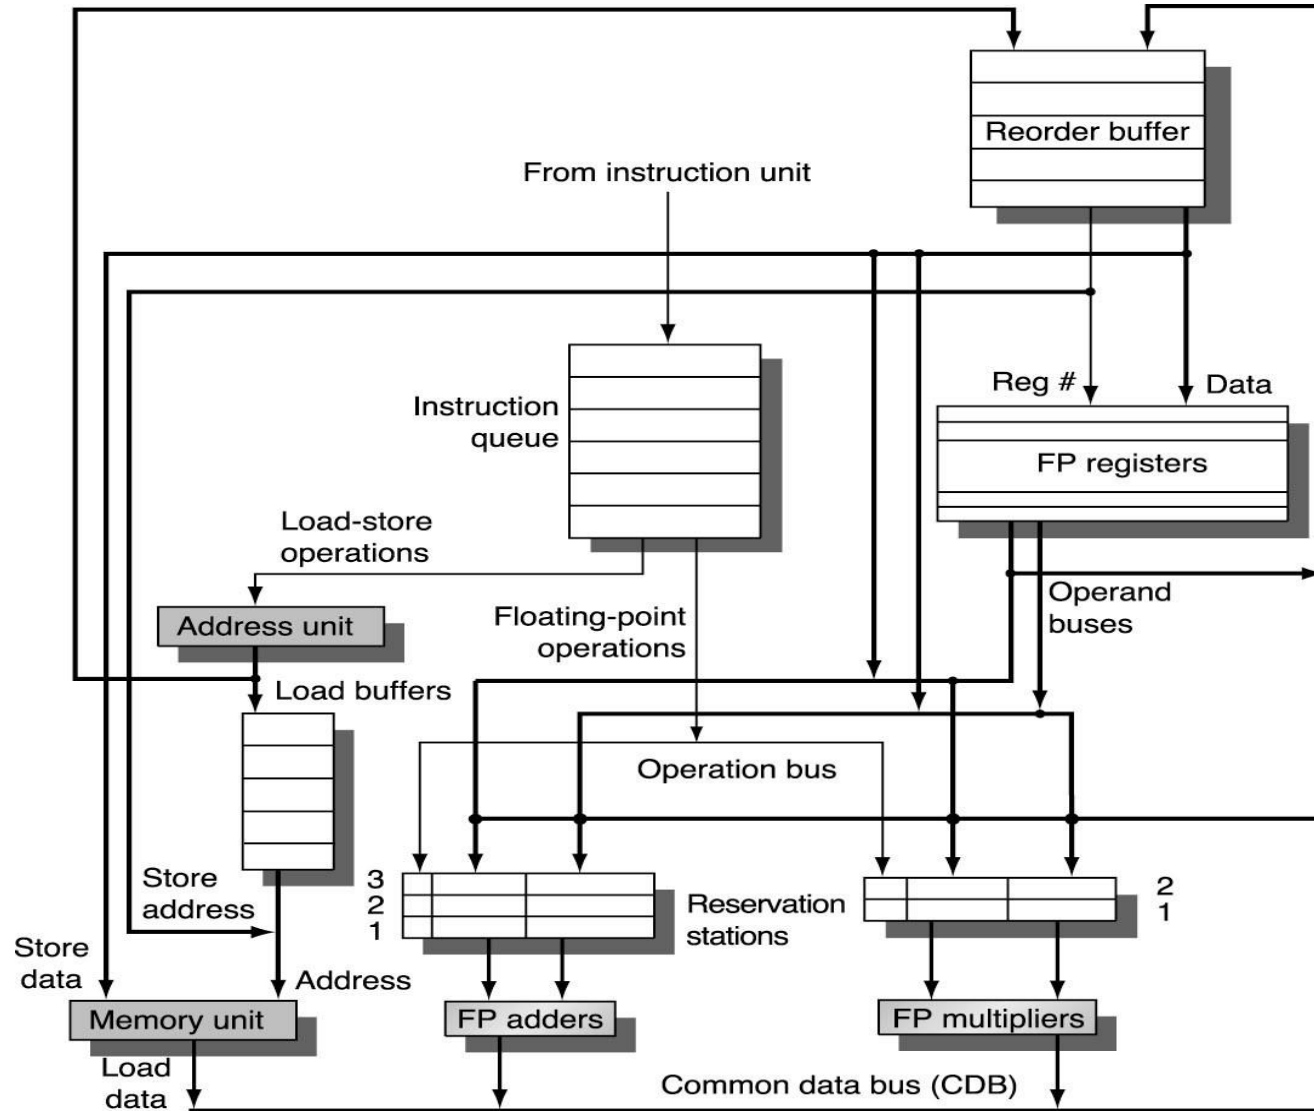 Reorder buffer
From instruction unit
Reg #
Data
Instruction
queue
FP registers
Load-store
operations
Operand
buses
Address unit
Floating-point
operations
Load buffers
Operation bus
Store
address
3
2
1
Reservation
stations
2
1
Store
data
Address
Memory unit
FP adders
FP multipliers
Load
data
Common data bus (CDB)